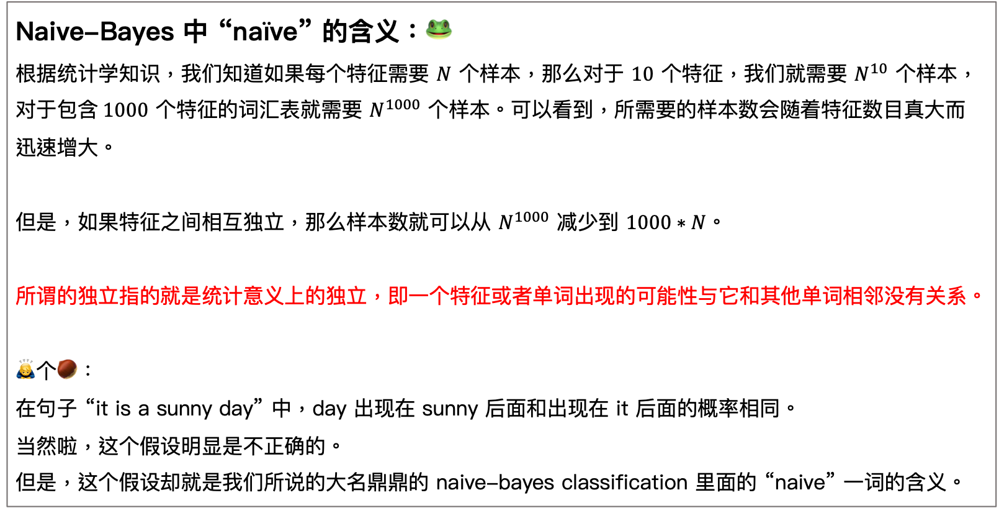 Naive-Bayes 中 “naïve” 的含义：🐸
根据统计学知识，我们知道如果每个特征需要 N 个样本，那么对于 10 个特征，我们就需要 N¹⁰ 个样本，
对于包含 1000 个特征的词汇表就需要 N¹⁰⁰⁰ 个样本。可以看到，所需要的样本数会随着特征数目真大而
迅速增大。
但是，如果特征之间相互独立，那么样本数就可以从 N¹⁰⁰⁰ 减少到 1000 ∗ N。
所谓的独立指的就是统计意义上的独立，即一个特征或者单词出现的可能性与它和其他单词相邻没有关系。
🙇个🌰：
在句子 “it is a sunny day” 中，day 出现在 sunny 后面和出现在 it 后面的概率相同。
当然啦，这个假设明显是不正确的。
但是，这个假设却就是我们所说的大名鼎鼎的 naive-bayes classification 里面的 “naive” 一词的含义。